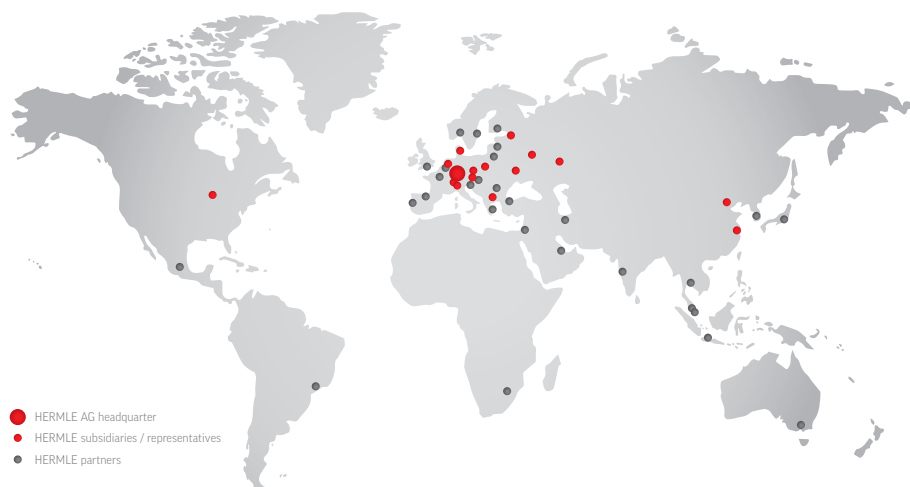 HERMLE AG headquarter
HERMLE subsidiaries / representatives
HERMLE partners